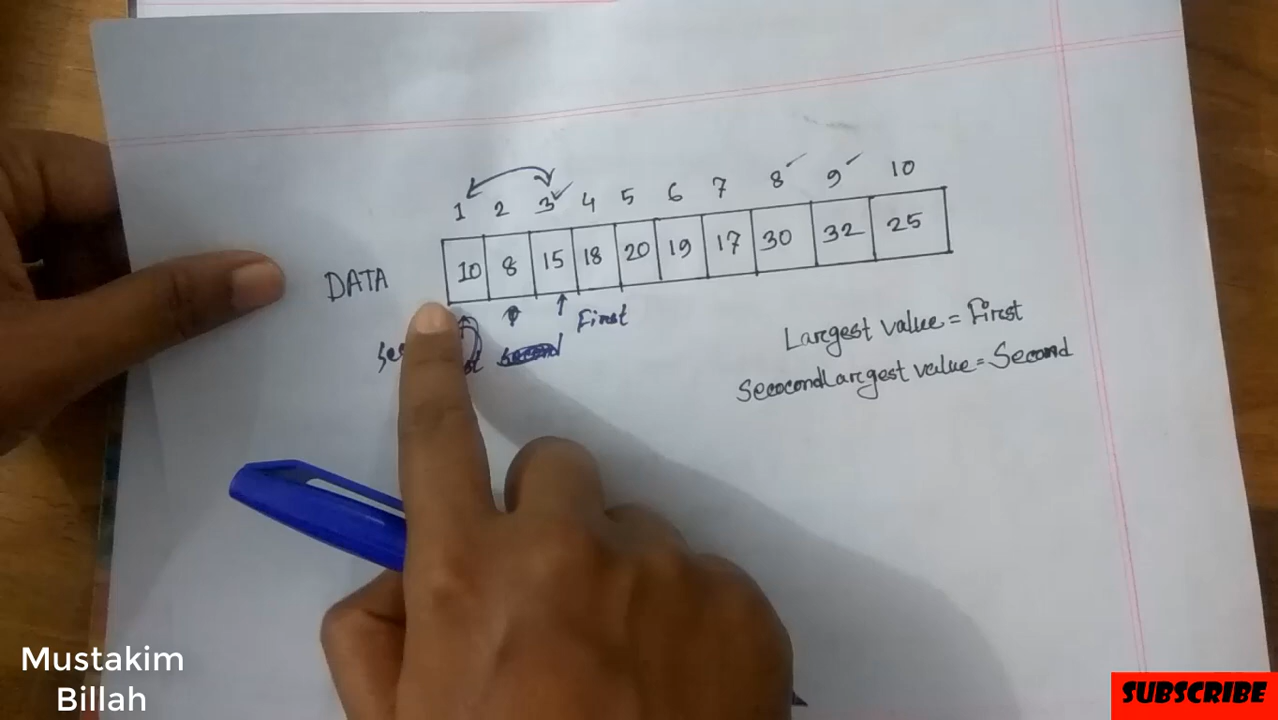 1 2 3 4 5 6 7 8 9 10
DATA 10 8 15 18 20 19 17 30 32 25
First
Largest value = First
SecocondLargest value = Second
Mustakim
Billah
SUBSCRIBE